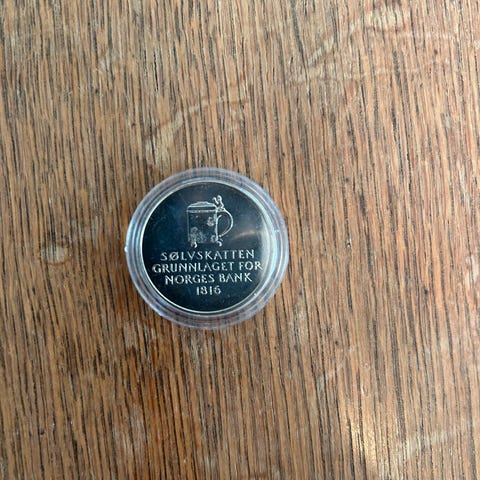 SØLVSKATTEN
GRUNNLAGET FOR
NORGES BANK
1816